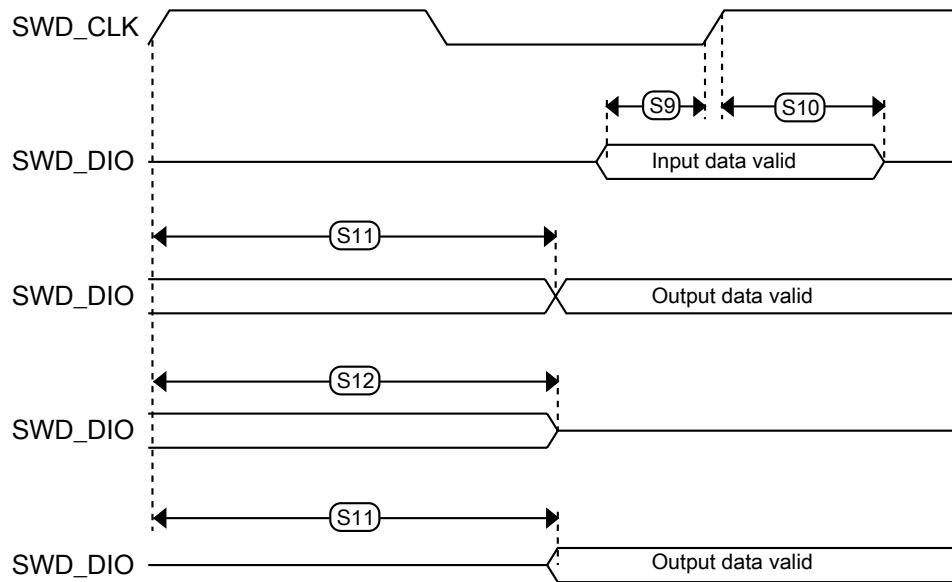 SWD_CLK
S9
S10
SWD_DIO
Input data valid
S11
SWD_DIO
Output data valid
S12
SWD_DIO
S11
SWD_DIO
Output data valid